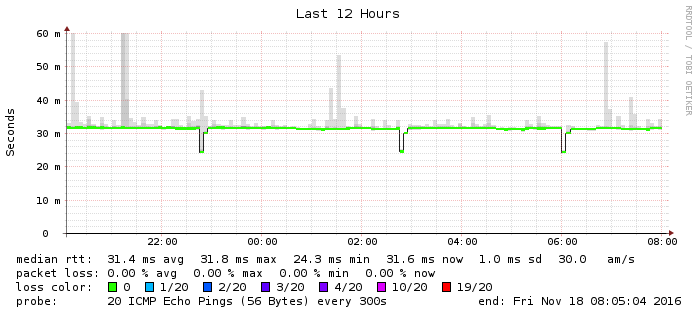 Last 12 Hours
RRDTOOL / TOBI OETIKER
Seconds
60 m
50 m
40 m
30 m
20 m
10 m
0
22:00 00:00 02:00 04:00 06:00 08:00
median rtt: 31.4 ms avg 31.8 ms max 24.3 ms min 31.6 ms now 1.0 ms sd 30.0 am/s
packet loss: 0.00 % avg 0.00 % max 0.00 % min 0.00 % now
loss color: 0 1/20 2/20 3/20 4/20 10/20 19/20
probe: 20 ICMP Echo Pings (56 Bytes) every 300s end: Fri Nov 18 08:05:04 2016